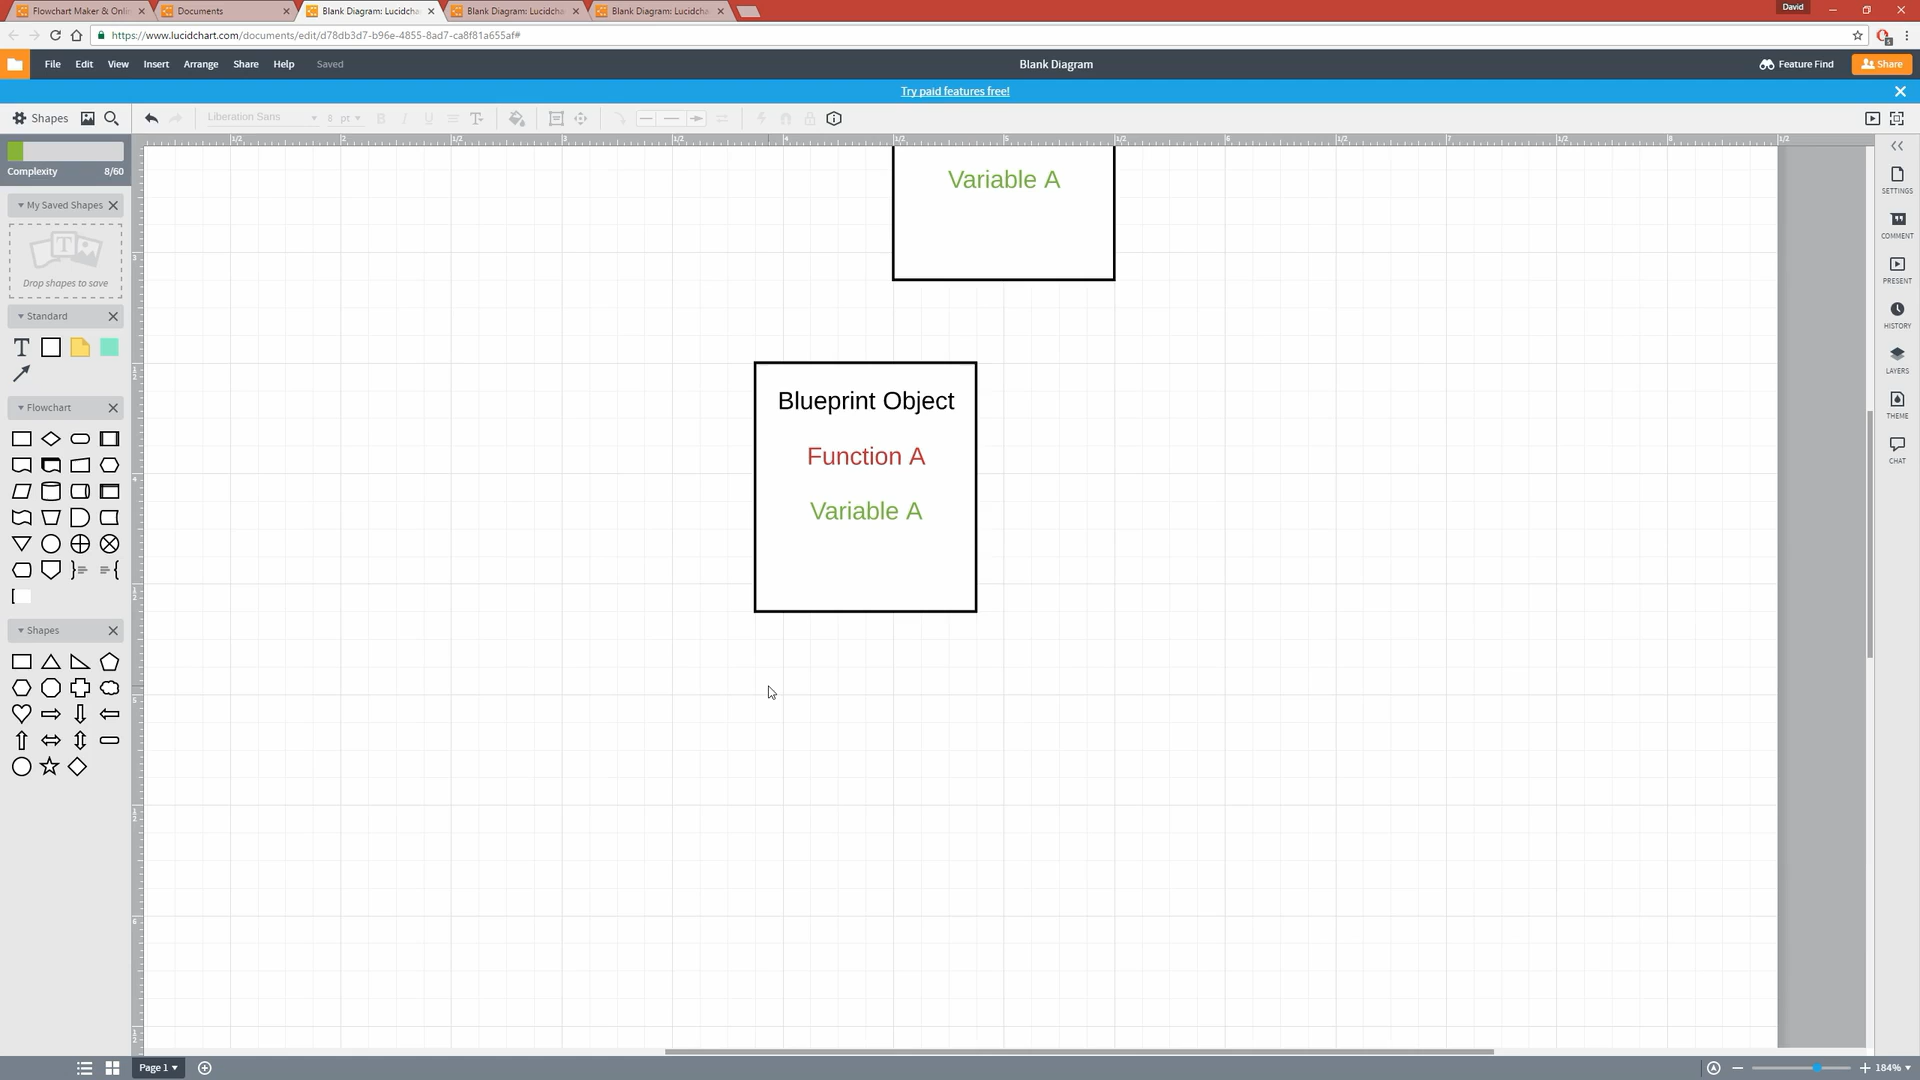 Flowchart Maker & Onli
Documents
Blank Diagram: Lucidcha
Blank Diagram: Lucidcha
Blank Diagram: Lucidcha
David
https://www.lucidchart.com/documents/edit/d78db3d7-b96e-4855-8ad7-ca8f81a655af#
File Edit View Insert Arrange Share Help Saved
Blank Diagram
Feature Find
Share
Try paid features free!
Shapes
Liberation Sans
8 pt
Complexity 8/60
My Saved Shapes
Drop shapes to save
Standard
Flowchart
Shapes
Variable A
Blueprint Object
Function A
Variable A
SETTINGS
COMMENT
PRESENT
HISTORY
LAYERS
THEME
CHAT
Page 1
184%